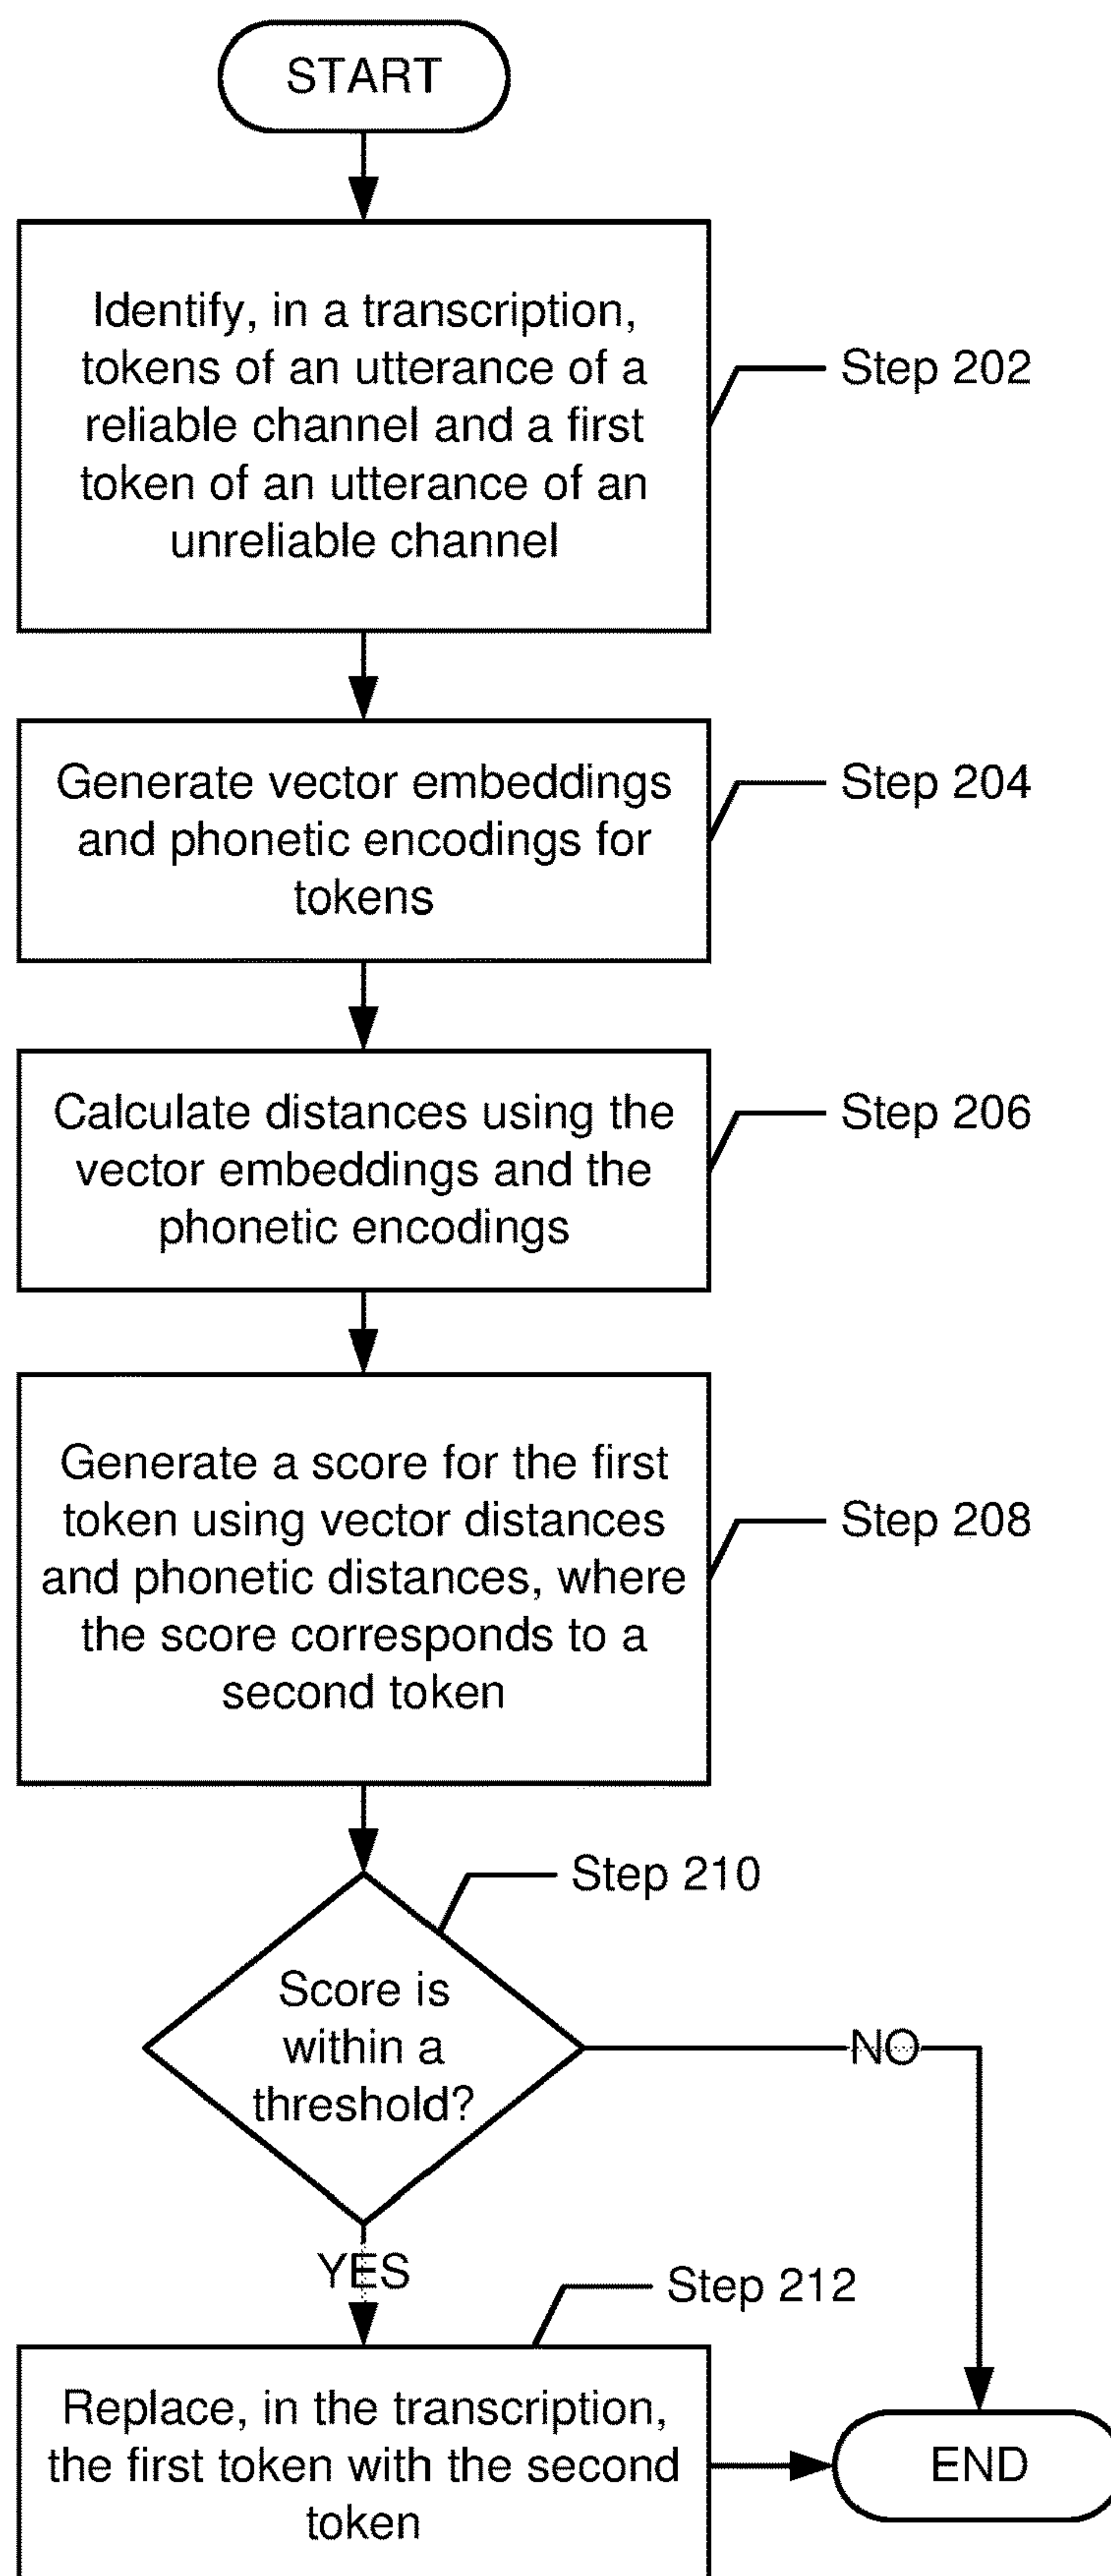 START
Identify, in a transcription,
tokens of an utterance of a
reliable channel and a first
token of an utterance of an
unreliable channel
Step 202
Generate vector embeddings
and phonetic encodings for
tokens
Step 204
Calculate distances using the
vector embeddings and the
phonetic encodings
Step 206
Generate a score for the first
token using vector distances
and phonetic distances, where
the score corresponds to a
second token
Step 208
Step 210
Score is
within a
threshold?
NO
YES
Step 212
Replace, in the transcription,
the first token with the second
token
END